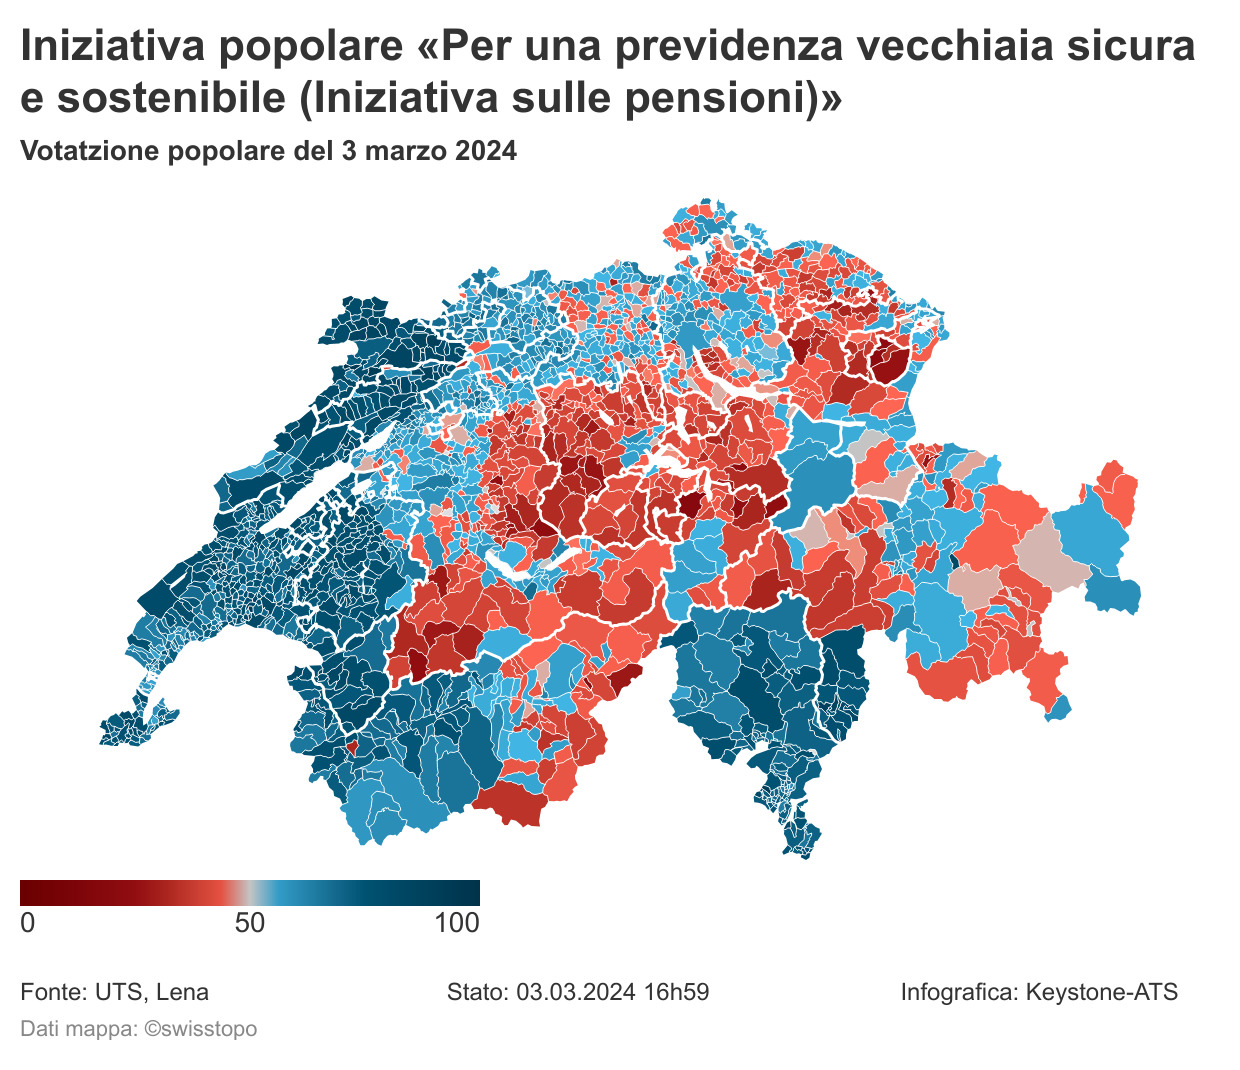 Iniziativa popolare «Per una previdenza vecchiaia sicura
e sostenibile (Iniziativa sulle pensioni)»
Votatzione popolare del 3 marzo 2024
0 50 100
Fonte: UTS, Lena Stato: 03.03.2024 16h59 Infografica: Keystone-ATS
Dati mappa: ©swisstopo